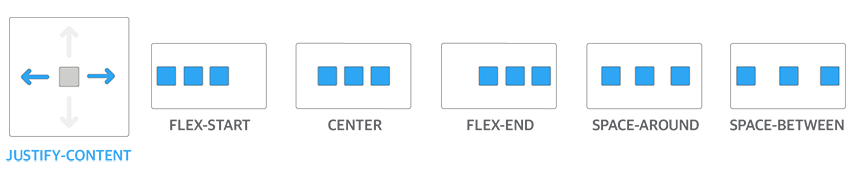 FLEX-START
CENTER
FLEX-END
SPACE-AROUND
SPACE-BETWEEN
JUSTIFY-CONTENT